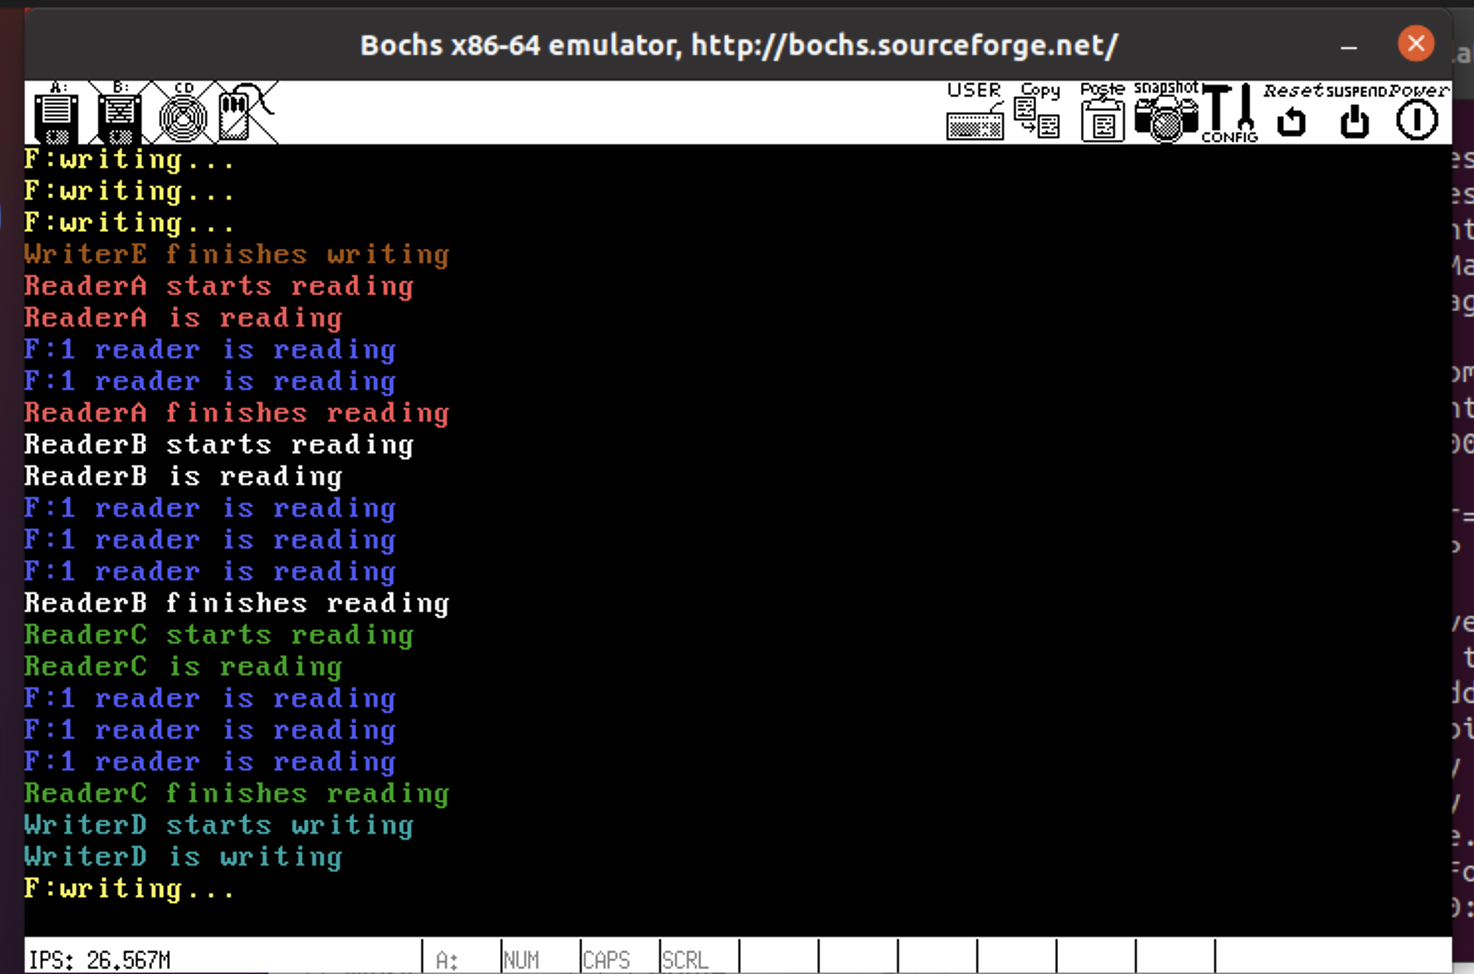 Bochs x86-64 emulator, http://bochs.sourceforge.net/
A: B: CD USER Copy Paste snapshot CONFIG Reset SUSPEND Power
F:writing...
F:writing...
F:writing...
WriterE finishes writing
ReaderA starts reading
ReaderA is reading
F:1 reader is reading
F:1 reader is reading
ReaderA finishes reading
ReaderB starts reading
ReaderB is reading
F:1 reader is reading
F:1 reader is reading
F:1 reader is reading
ReaderB finishes reading
ReaderC starts reading
ReaderC is reading
F:1 reader is reading
F:1 reader is reading
F:1 reader is reading
ReaderC finishes reading
WriterD starts writing
WriterD is writing
F:writing...
IPS: 26.567M A: NUM CAPS SCRL